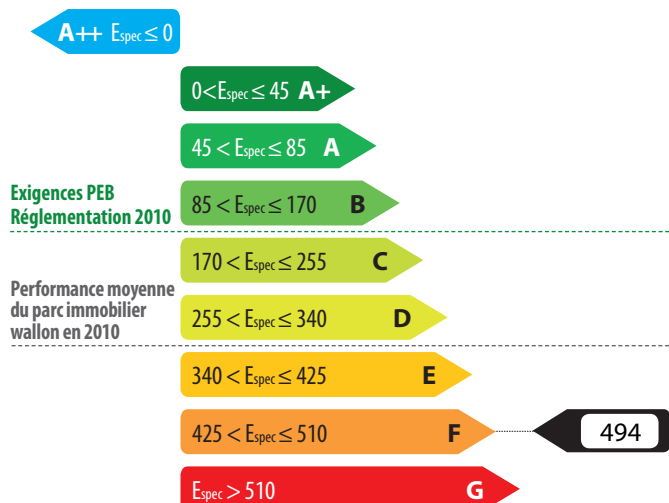 A++ Espec ≤ 0
0<Espec ≤ 45 A+
45 < Espec ≤ 85 A
Exigences PEB
Réglementation 2010
85 < Espec ≤ 170 B
170 < Espec ≤ 255 C
Performance moyenne
du parc immobilier
wallon en 2010
255 < Espec ≤ 340 D
340 < Espec ≤ 425 E
425 < Espec ≤ 510 F
494
Espec > 510 G